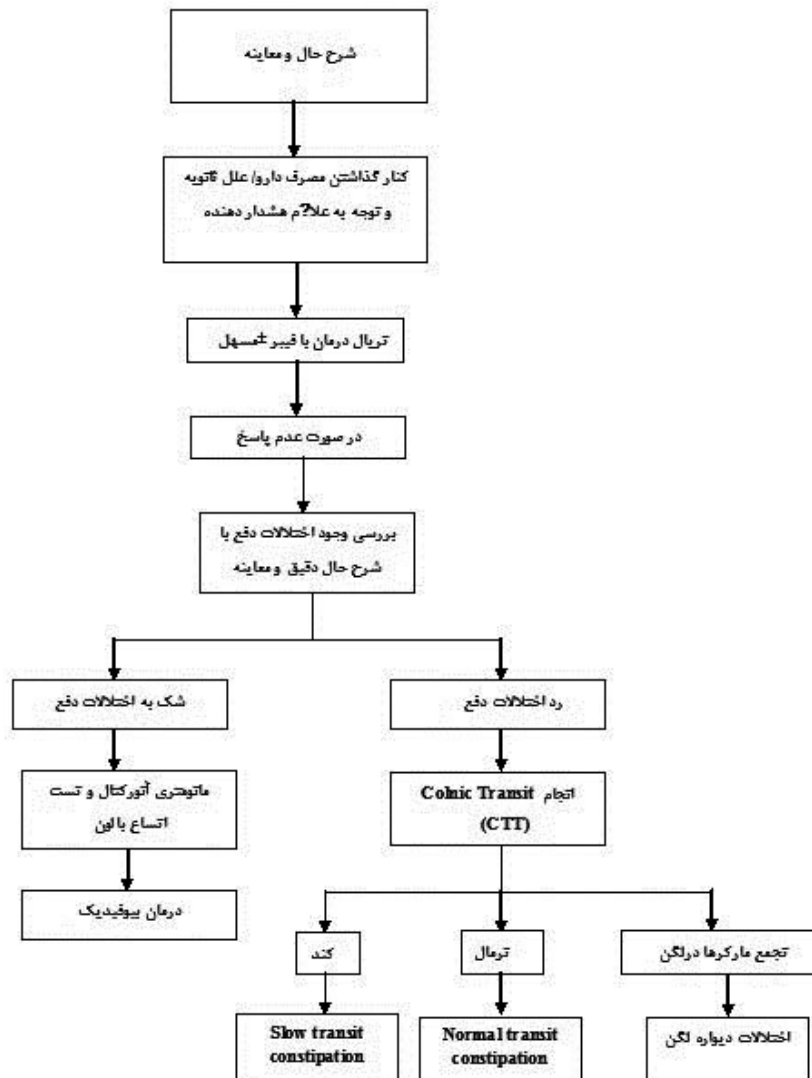 شرح حال و معاینه
کنار گذاشتن مصرف دارو/ علل ثانویه
و توجه به علا?م هشدار دهنده
تریال درمان با فیبر ±مسهل
در صورت عدم پاسخ
بررسی وجود اختلالات دفع با
شرح حال دقیق و معاینه
شک به اختلالات دفع
رد اختلالات دفع
مانومتری آنورکتال و تست
اتساع بالون
انجام Colnic Transit
(CTT)
درمان بیوفیدبک
کند
نرمال
تجمع مارکرها درلگن
Slow transit
constipation
Normal transit
constipation
اختلالات دیواره لگن